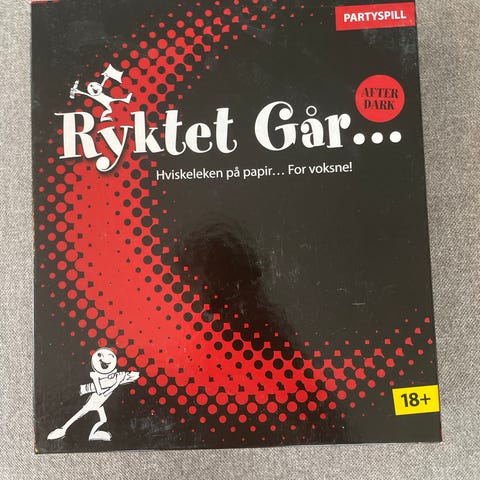 PARTYSPILL
AFTER
DARK
Ryktet Går...
Hviskeleken på papir... For voksne!
18+